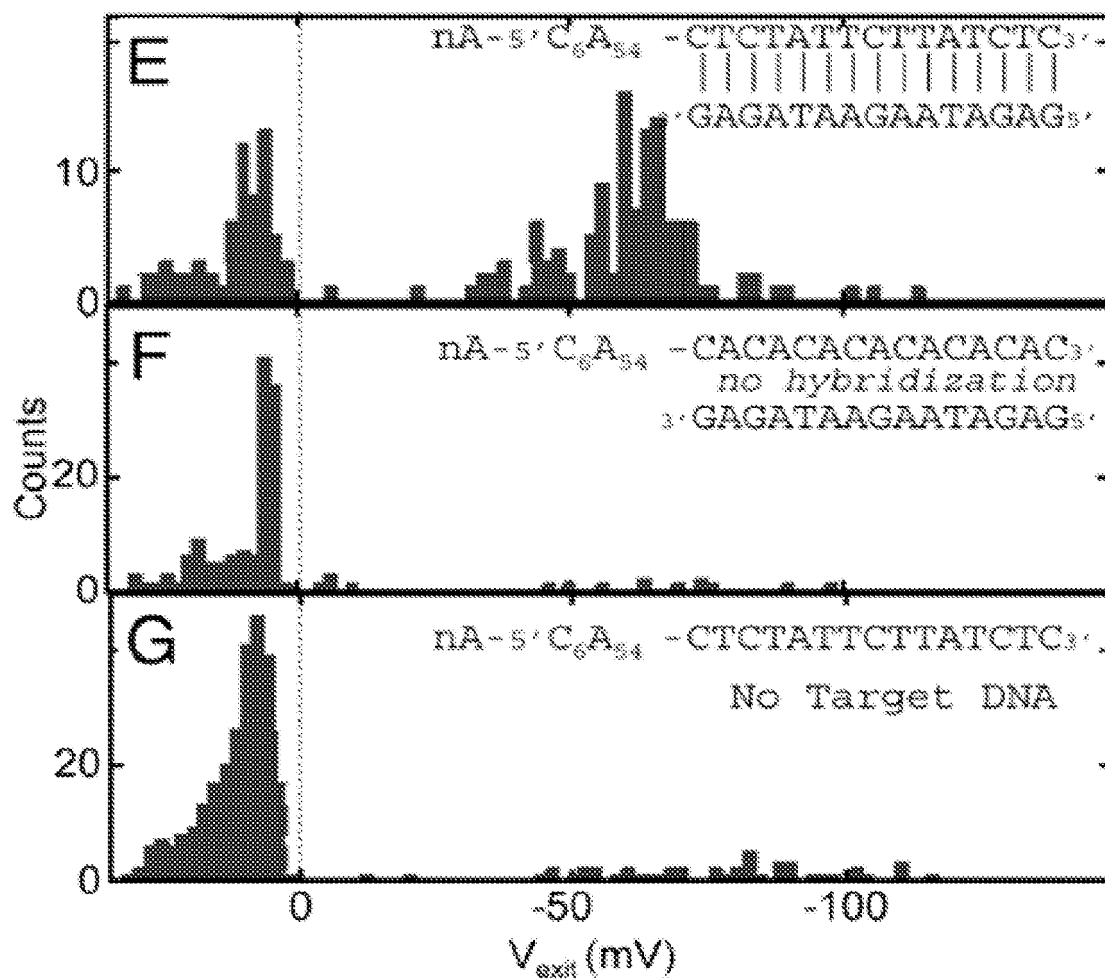 E
nA-5'C6A54 -CTCTATTCTTATCTC3'
3'GAGATAAGAATAGAG5'
10
0
F
nA-5'C6A54 -CACACACACACACAC3'
no hybridization
3'GAGATAAGAATAGAG5'
Counts
20
0
G
nA-5'C6A54 -CTCTATTCTTATCTC3'
No Target DNA
20
0
0 -50 -100
Vexit (mV)